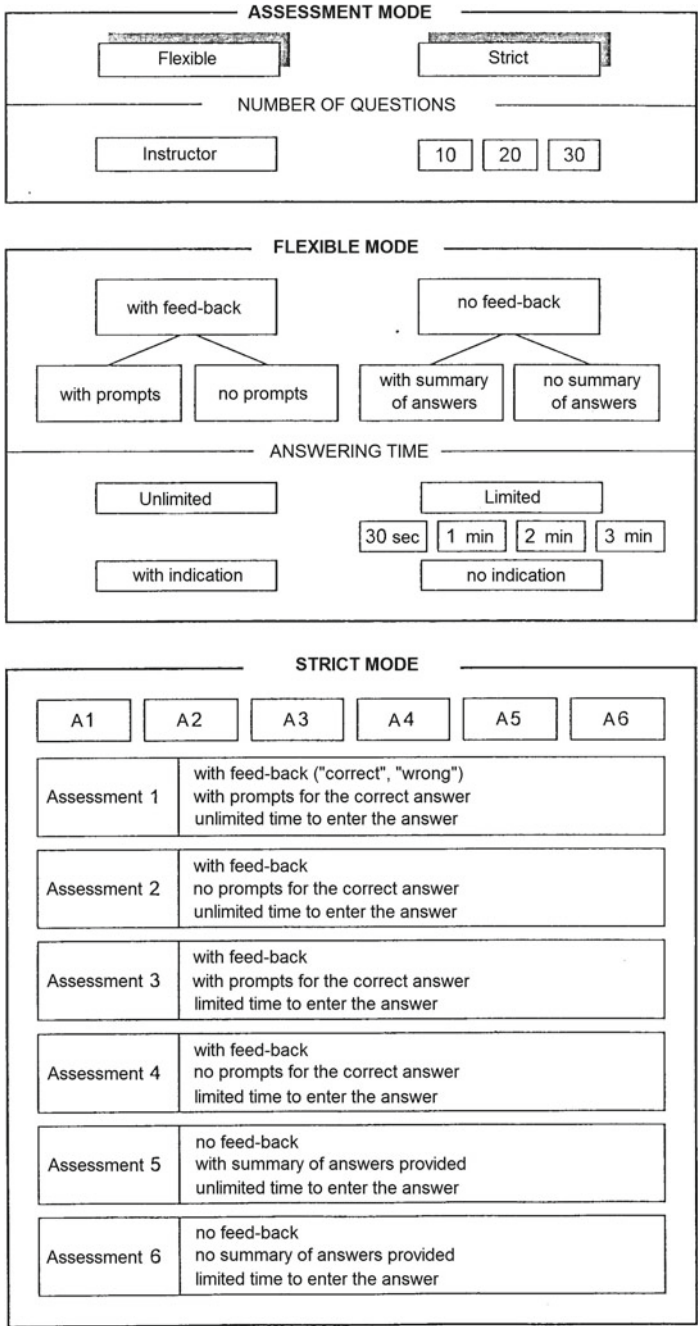 ASSESSMENT MODE
Flexible Strict
NUMBER OF QUESTIONS
Instructor 10 20 30
FLEXIBLE MODE
with feed-back no feed-back
with prompts no prompts with summary of answers no summary of answers
ANSWERING TIME
Unlimited Limited
30 sec 1 min 2 min 3 min
with indication no indication
STRICT MODE
A1 A2 A3 A4 A5 A6
Assessment 1
with feed-back ("correct", "wrong")
with prompts for the correct answer
unlimited time to enter the answer
Assessment 2
with feed-back
no prompts for the correct answer
unlimited time to enter the answer
Assessment 3
with feed-back
with prompts for the correct answer
limited time to enter the answer
Assessment 4
with feed-back
no prompts for the correct answer
limited time to enter the answer
Assessment 5
no feed-back
with summary of answers provided
unlimited time to enter the answer
Assessment 6
no feed-back
no summary of answers provided
limited time to enter the answer